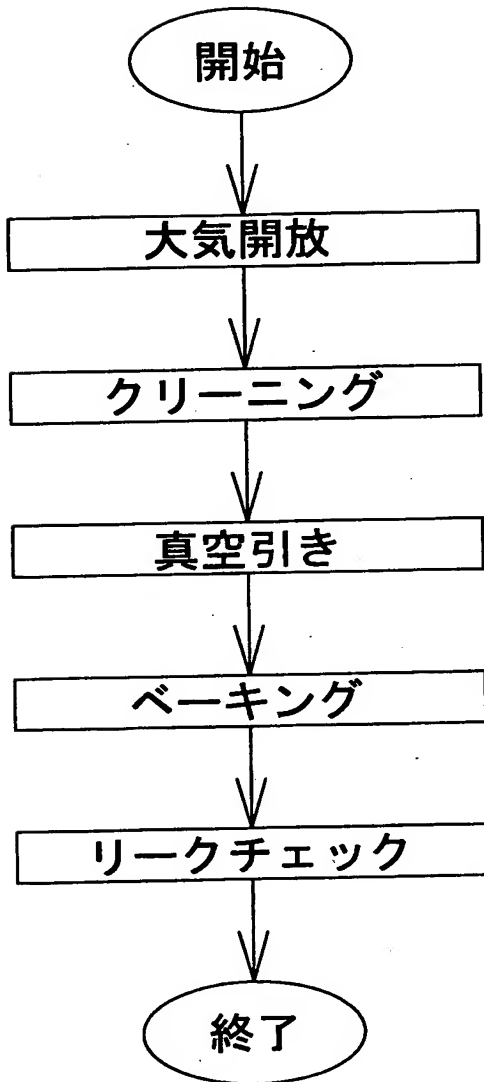 開始
大気開放
クリーニング
真空引き
ベーキング
リークチェック
終了